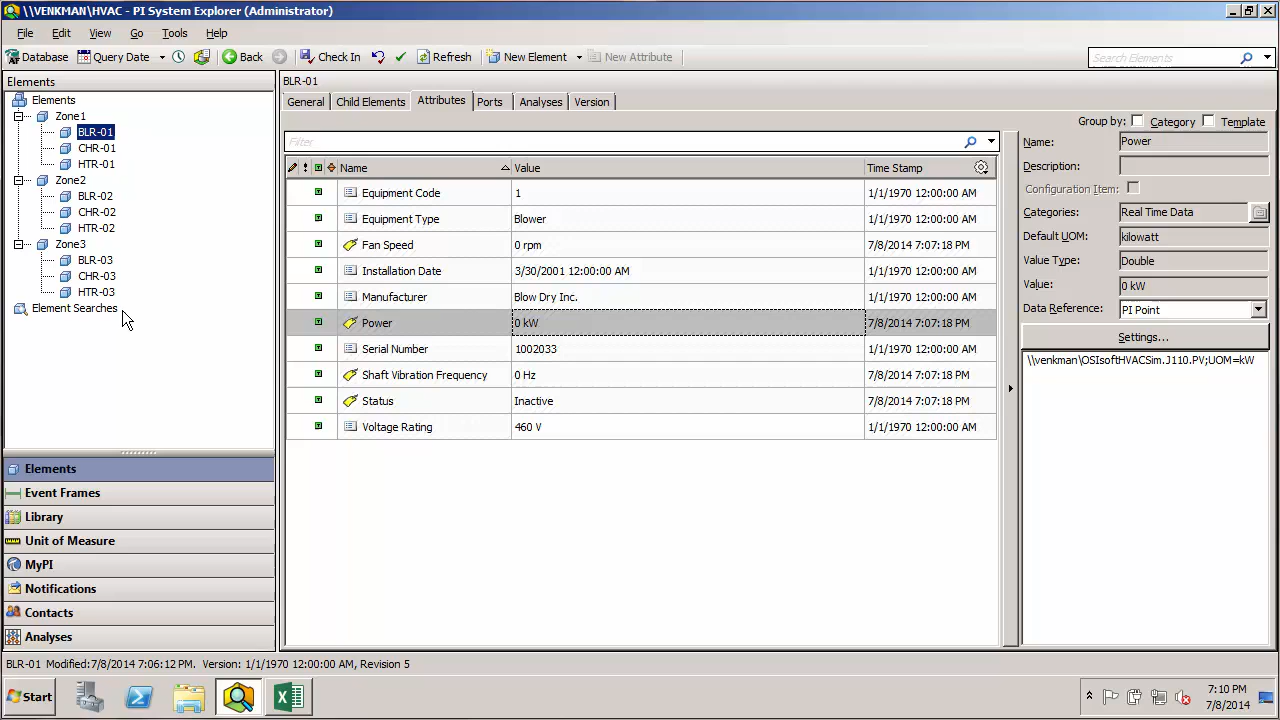 \\VENKMAN\HVAC - PI System Explorer (Administrator)
File Edit View Go Tools Help
Database Query Date Back Check In Refresh New Element New Attribute Search Elements
Elements
Elements
Zone1
BLR-01
CHR-01
HTR-01
Zone2
BLR-02
CHR-02
HTR-02
Zone3
BLR-03
CHR-03
HTR-03
Element Searches
Elements
Event Frames
Library
Unit of Measure
MyPI
Notifications
Contacts
Analyses
BLR-01
General Child Elements Attributes Ports Analyses Version
Group by: Category Template
Filter
Name Value Time Stamp
Equipment Code 1 1/1/1970 12:00:00 AM
Equipment Type Blower 1/1/1970 12:00:00 AM
Fan Speed 0 rpm 7/8/2014 7:07:18 PM
Installation Date 3/30/2001 12:00:00 AM 1/1/1970 12:00:00 AM
Manufacturer Blow Dry Inc. 1/1/1970 12:00:00 AM
Power 0 kW 7/8/2014 7:07:18 PM
Serial Number 1002033 1/1/1970 12:00:00 AM
Shaft Vibration Frequency 0 Hz 7/8/2014 7:07:18 PM
Status Inactive 7/8/2014 7:07:18 PM
Voltage Rating 460 V 1/1/1970 12:00:00 AM
Name: Power
Description:
Configuration Item:
Categories: Real Time Data
Default UOM: kilowatt
Value Type: Double
Value: 0 kW
Data Reference: PI Point
Settings...
\\venkman\OSIsoftHVACSim.J110.PV;UOM=kW
BLR-01 Modified:7/8/2014 7:06:12 PM. Version: 1/1/1970 12:00:00 AM, Revision 5
Start
7:10 PM
7/8/2014